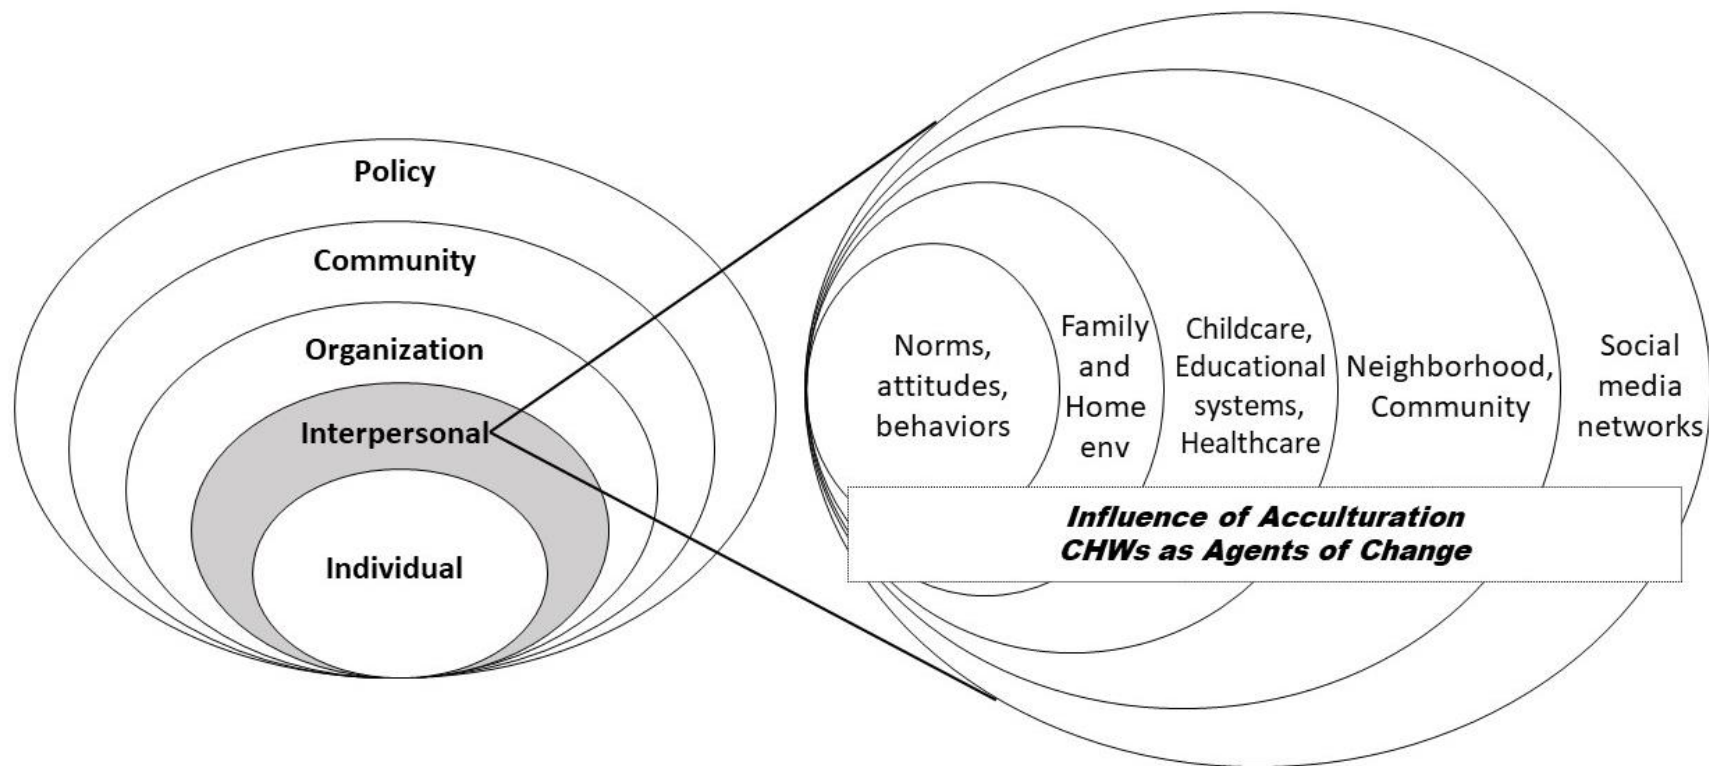 Policy
Community
Organization
Interpersonal
Individual
Norms,
attitudes,
behaviors
Family
and
Home
env
Childcare,
Educational
systems,
Healthcare
Neighborhood,
Community
Social
media
networks
Influence of Acculturation
CHWs as Agents of Change